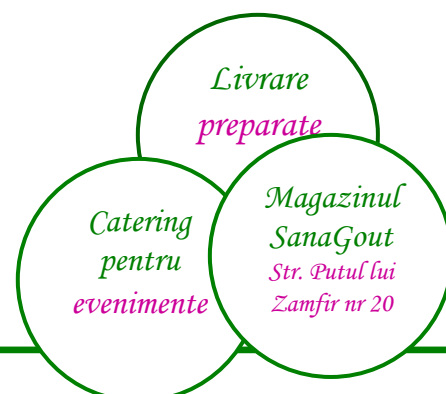 Livrare
preparate
Catering
pentru
evenimente
Magazinul
SanaGout
Str. Putul lui
Zamfir nr 20